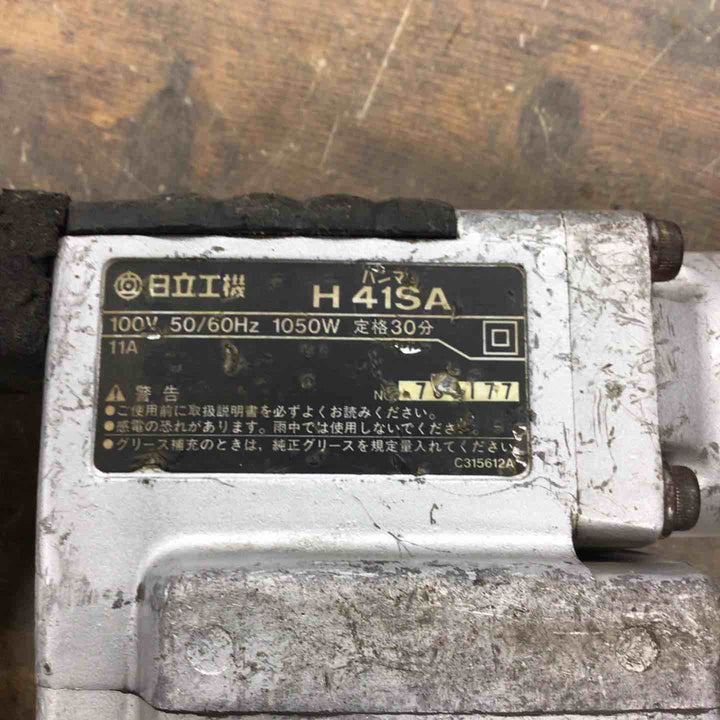 日立工機
ハンマ
H 41SA
100V 50/60Hz 1050W 定格30分
11A
警告
●ご使用前に取扱説明書を必ずよくお読みください。
●感電の恐れがあります。雨中では使用しないでください。
●グリース補充のときは、純正グリースを規定量入れてください。
C315612A